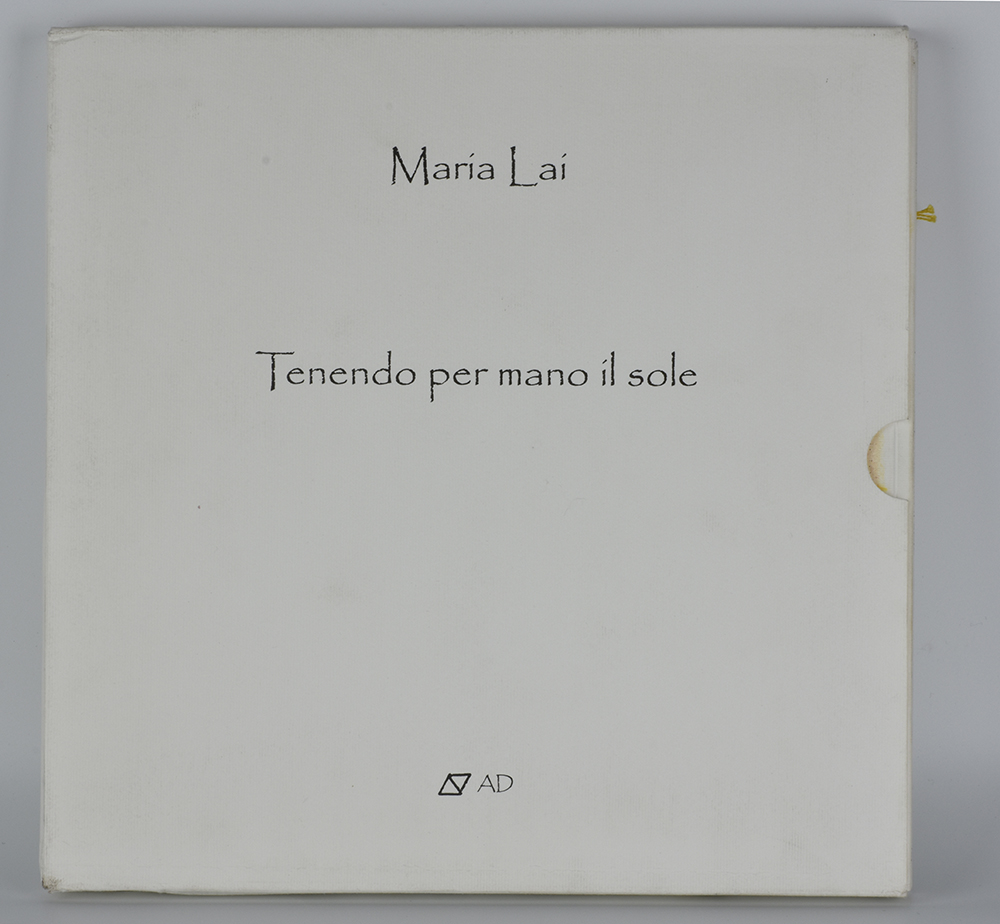 Maria Lai
Tenendo per mano il sole
AD